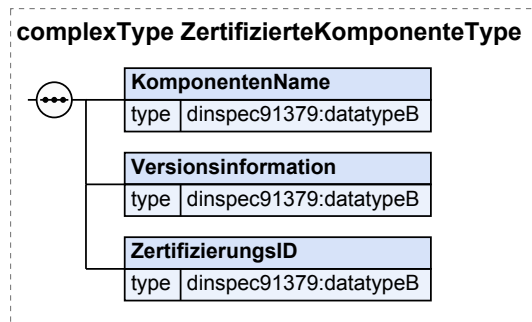 complexType ZertifizierteKomponenteType
KomponentenName
type dinspec91379:datatypeB
Versionsinformation
type dinspec91379:datatypeB
ZertifizierungsID
type dinspec91379:datatypeB